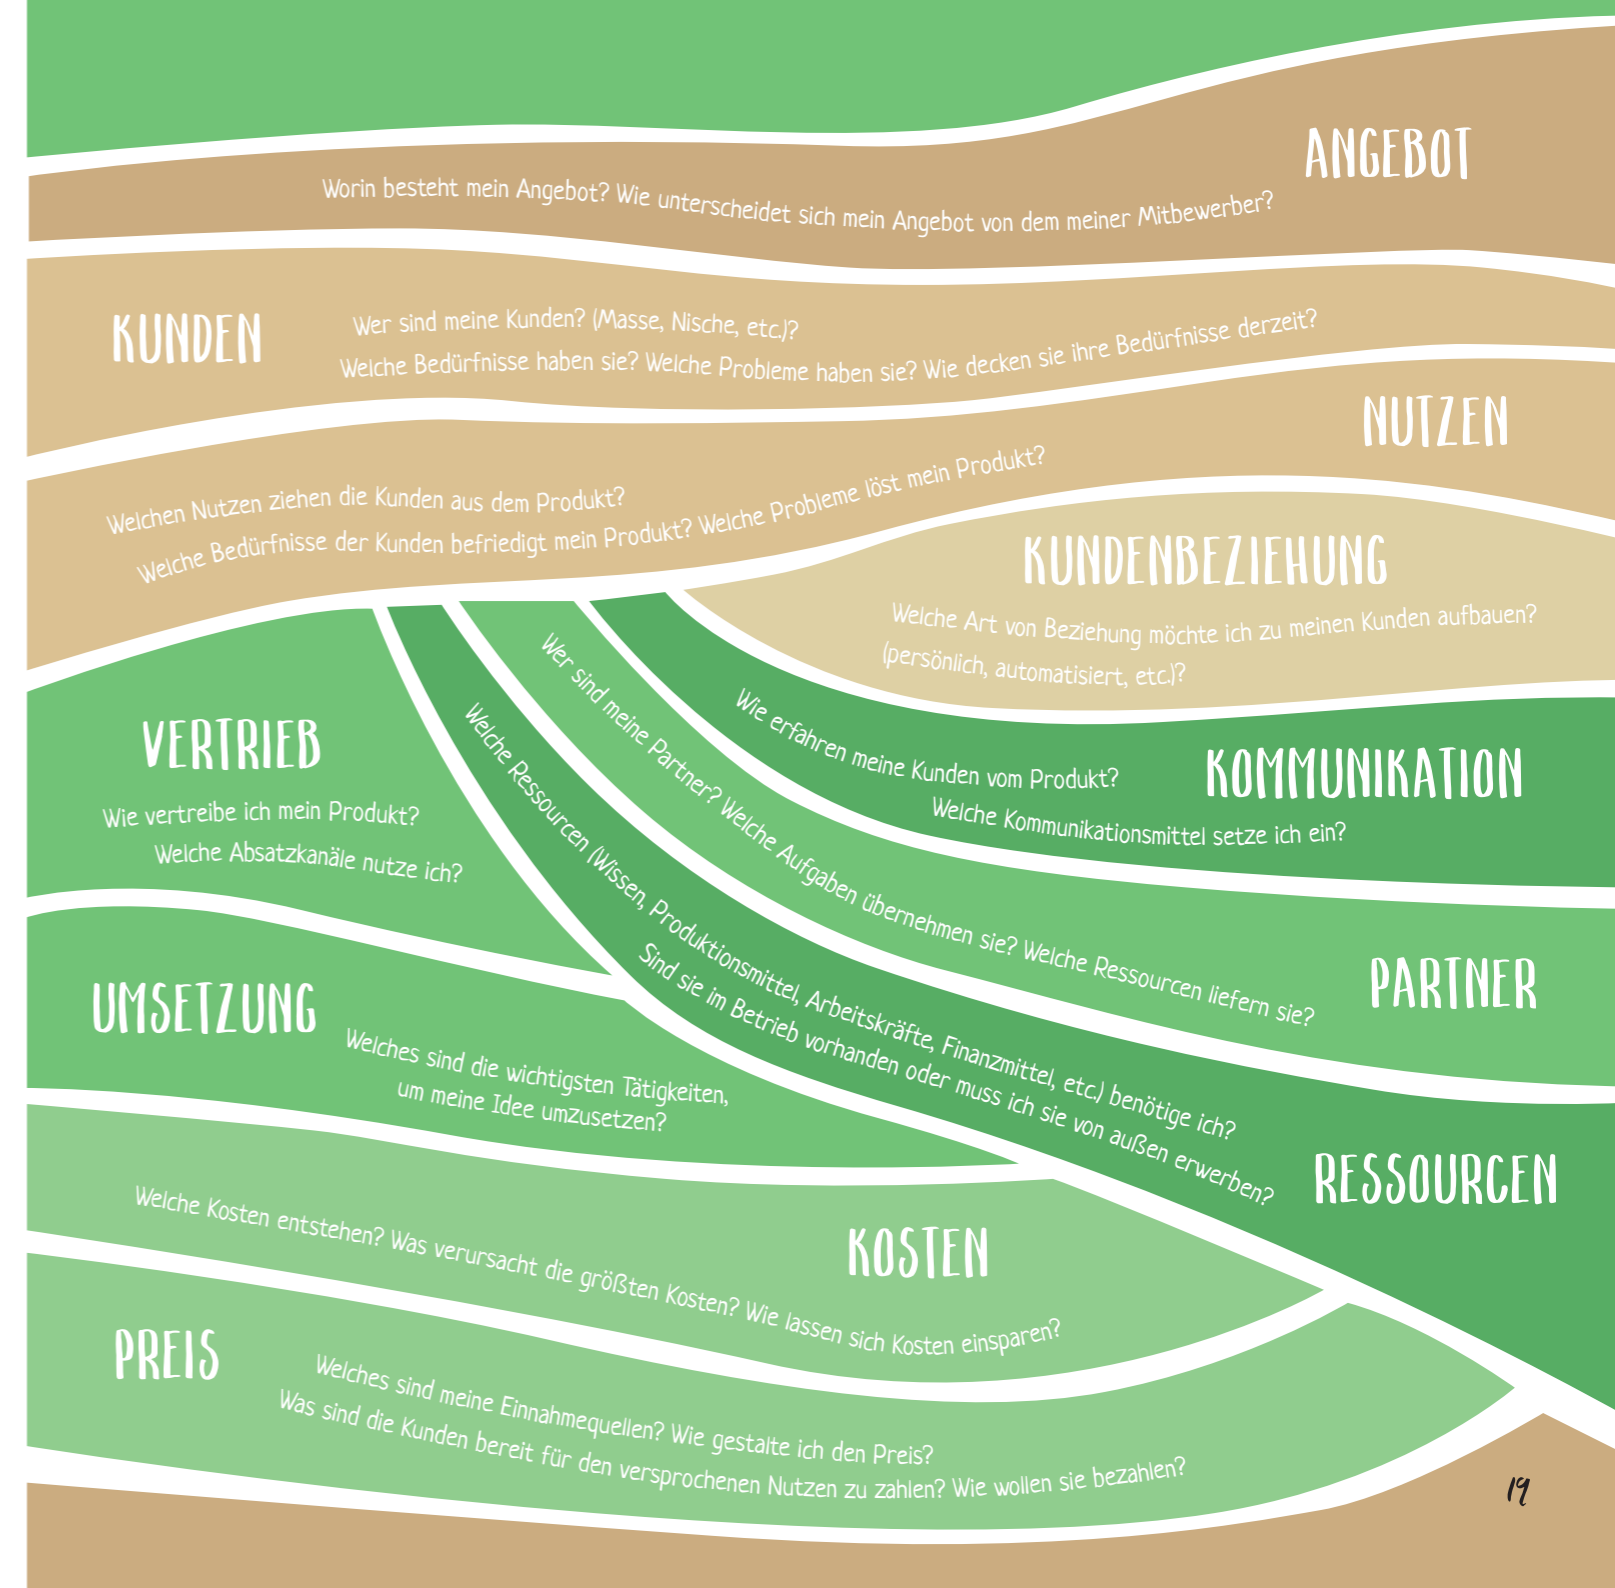 ANGEBOT
Worin besteht mein Angebot? Wie unterscheidet sich mein Angebot von dem meiner Mitbewerber?
KUNDEN
Wer sind meine Kunden? (Masse, Nische, etc.)?
Welche Bedürfnisse haben sie? Welche Probleme haben sie? Wie decken sie ihre Bedürfnisse derzeit?
NUTZEN
Welchen Nutzen ziehen die Kunden aus dem Produkt?
Welche Bedürfnisse der Kunden befriedigt mein Produkt? Welche Probleme löst mein Produkt?
KUNDENBEZIEHUNG
Welche Art von Beziehung möchte ich zu meinen Kunden aufbauen?
(persönlich, automatisiert, etc.)?
VERTRIEB
Wie vertreibe ich mein Produkt?
Welche Absatzkanäle nutze ich?
KOMMUNIKATION
Wie erfahren meine Kunden vom Produkt?
Welche Kommunikationsmittel setze ich ein?
PARTNER
Wer sind meine Partner? Welche Aufgaben übernehmen sie? Welche Ressourcen liefern sie?
RESSOURCEN
Welche Ressourcen (Wissen, Produktionsmittel, Arbeitskräfte, Finanzmittel, etc.) benötige ich?
Sind sie im Betrieb vorhanden oder muss ich sie von außen erwerben?
UMSETZUNG
Welches sind die wichtigsten Tätigkeiten,
um meine Idee umzusetzen?
KOSTEN
Welche Kosten entstehen? Was verursacht die größten Kosten? Wie lassen sich Kosten einsparen?
PREIS
Welches sind meine Einnahmequellen? Wie gestalte ich den Preis?
Was sind die Kunden bereit für den versprochenen Nutzen zu zahlen? Wie wollen sie bezahlen?
19